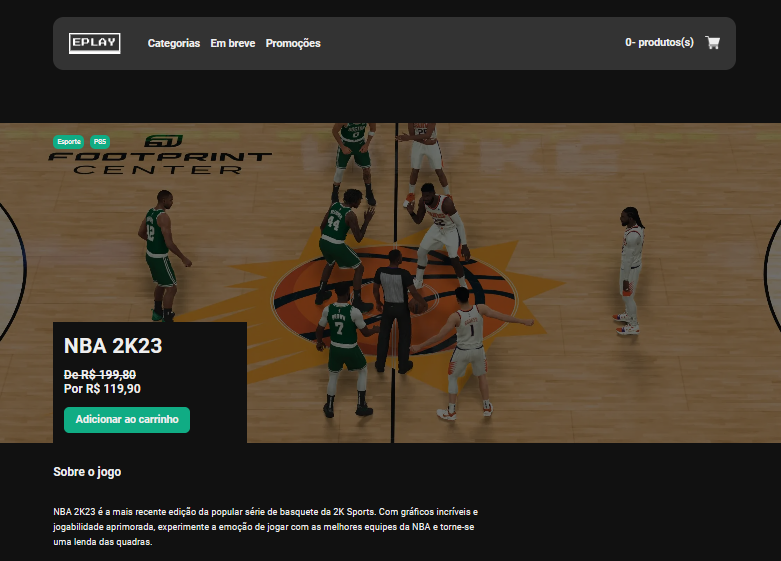 EPLAY
Categorias Em breve Promoções
0- produtos(s)
Esporte PS5
FOOTPRINT
CENTER
44
7
1
NBA 2K23
De R$ 199,80
Por R$ 119,90
Adicionar ao carrinho
Sobre o jogo
NBA 2K23 é a mais recente edição da popular série de basquete da 2K Sports. Com gráficos incríveis e
jogabilidade aprimorada, experimente a emoção de jogar com as melhores equipes da NBA e torne-se
uma lenda das quadras.